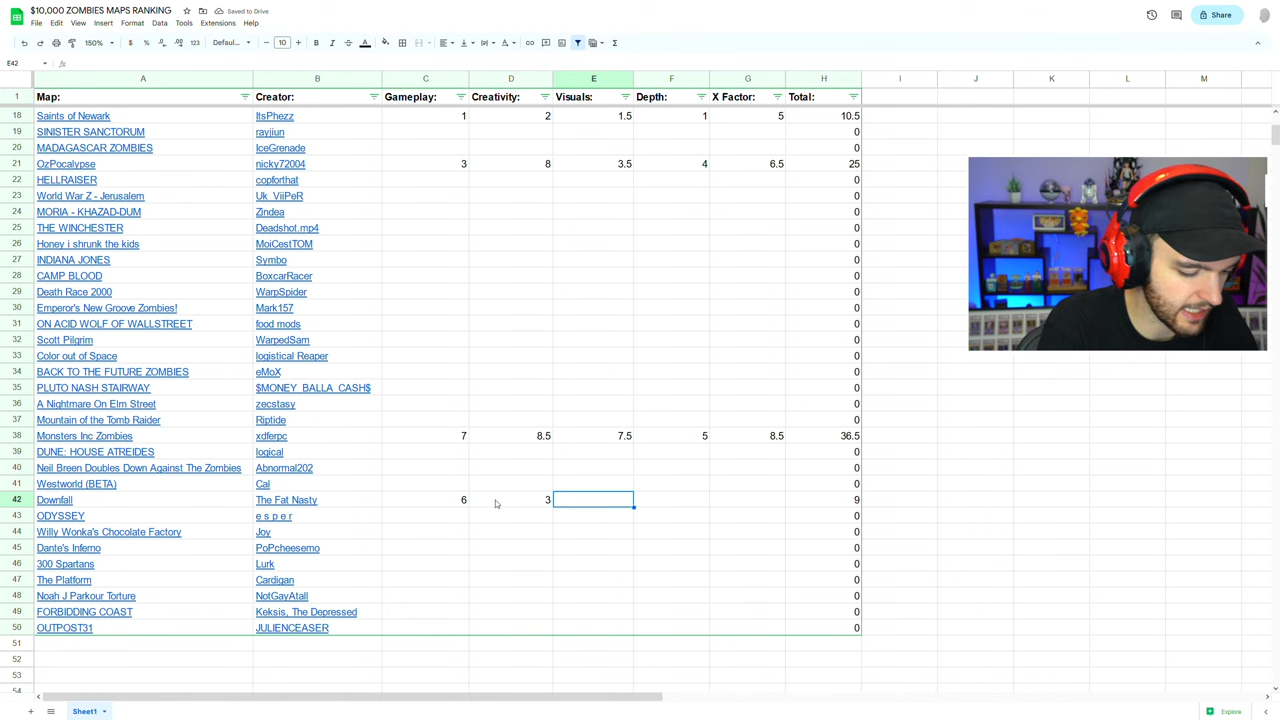 $10,000 ZOMBIES MAPS RANKING Saved to Drive
File Edit View Insert Format Data Tools Extensions Help
Share
150% $ % .0 .00 123 Defaul... − 10 + B I
E42 fx
A B C D E F G H I J K L M
1 Map: Creator: Gameplay: Creativity: Visuals: Depth: X Factor: Total:
18 Saints of Newark ItsPhezz 1 2 1.5 1 5 10.5
19 SINISTER SANCTORUM rayjiun 0
20 MADAGASCAR ZOMBIES IceGrenade 0
21 OzPocalypse nicky72004 3 8 3.5 4 6.5 25
22 HELLRAISER copforthat 0
23 World War Z - Jerusalem Uk_ViiPeR 0
24 MORIA - KHAZAD-DUM Zindea 0
25 THE WINCHESTER Deadshot.mp4 0
26 Honey i shrunk the kids MoiCestTOM 0
27 INDIANA JONES Symbo 0
28 CAMP BLOOD BoxcarRacer 0
29 Death Race 2000 WarpSpider 0
30 Emperor's New Groove Zombies! Mark157 0
31 ON ACID WOLF OF WALLSTREET food mods 0
32 Scott Pilgrim WarpedSam 0
33 Color out of Space logistical Reaper 0
34 BACK TO THE FUTURE ZOMBIES eMoX 0
35 PLUTO NASH STAIRWAY $MONEY_BALLA_CASH$ 0
36 A Nightmare On Elm Street zecstasy 0
37 Mountain of the Tomb Raider Riptide 0
38 Monsters Inc Zombies xdferpc 7 8.5 7.5 5 8.5 36.5
39 DUNE: HOUSE ATREIDES logical 0
40 Neil Breen Doubles Down Against The Zombies Abnormal202 0
41 Westworld (BETA) Cal 0
42 Downfall The Fat Nasty 6 3 9
43 ODYSSEY e s p e r 0
44 Willy Wonka's Chocolate Factory Joy 0
45 Dante's Inferno PoPcheesemo 0
46 300 Spartans Lurk 0
47 The Platform Cardigan 0
48 Noah J Parkour Torture NotGayAtall 0
49 FORBIDDING COAST Keksis, The Depressed 0
50 OUTPOST31 JULIENCEASER 0
51
52
53
54
Sheet1
Explore